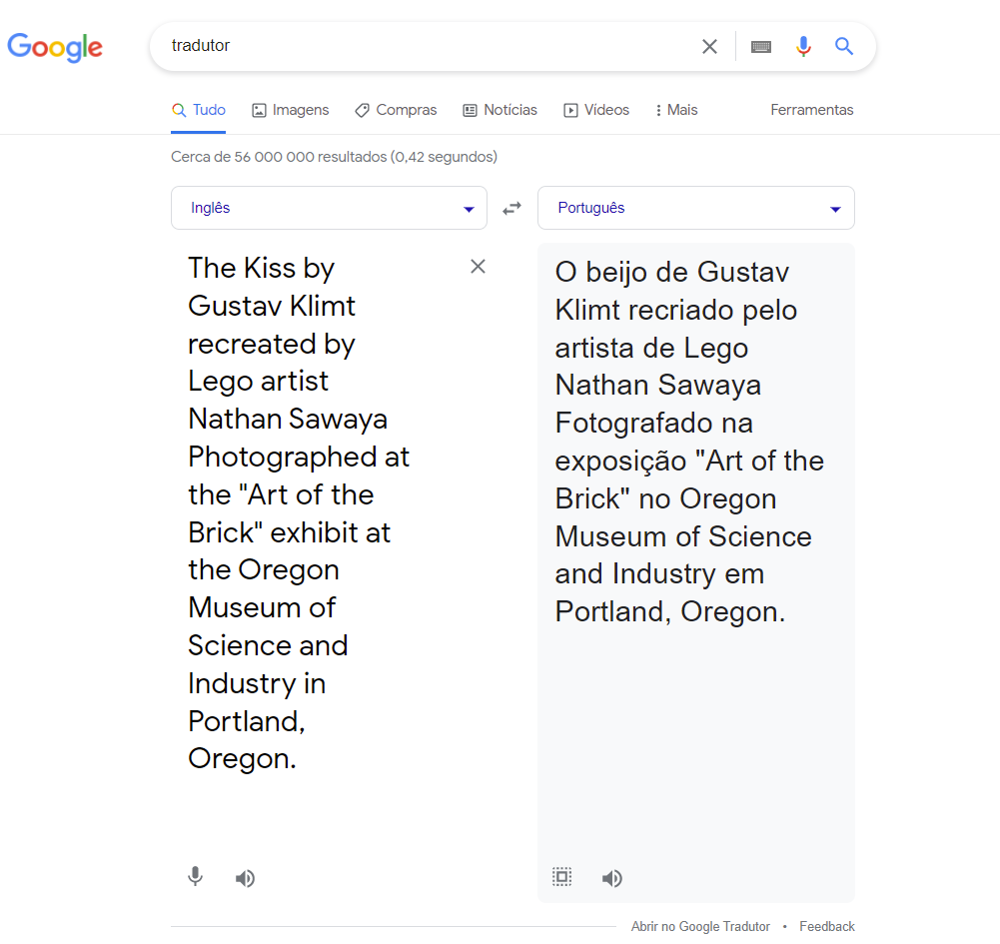 Google
tradutor
Tudo
Imagens
Compras
Notícias
Vídeos
Mais
Ferramentas
Cerca de 56 000 000 resultados (0,42 segundos)
Inglês
Português
The Kiss by
Gustav Klimt
recreated by
Lego artist
Nathan Sawaya
Photographed at
the "Art of the
Brick" exhibit at
the Oregon
Museum of
Science and
Industry in
Portland,
Oregon.
O beijo de Gustav
Klimt recriado pelo
artista de Lego
Nathan Sawaya
Fotografado na
exposição "Art of the
Brick" no Oregon
Museum of Science
and Industry em
Portland, Oregon.
Abrir no Google Tradutor • Feedback